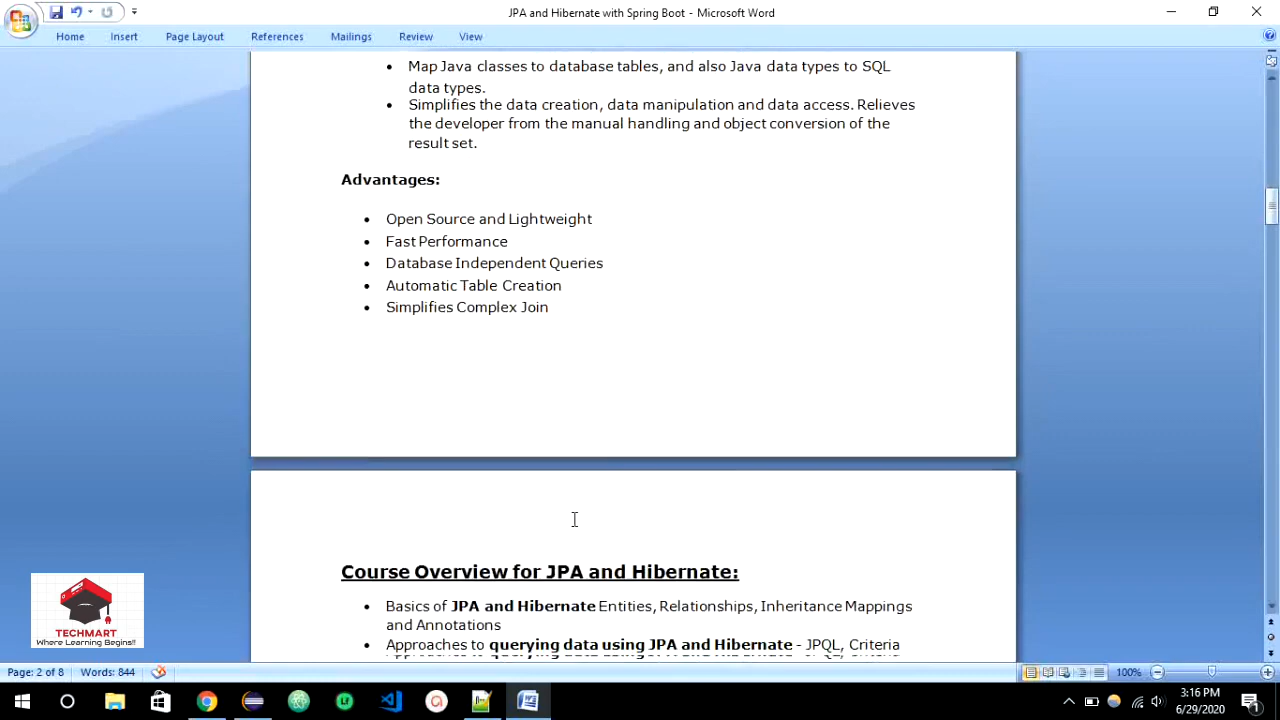 JPA and Hibernate with Spring Boot - Microsoft Word
Home Insert Page Layout References Mailings Review View
Map Java classes to database tables, and also Java data types to SQL
data types.
Simplifies the data creation, data manipulation and data access. Relieves
the developer from the manual handling and object conversion of the
result set.
Advantages:
Open Source and Lightweight
Fast Performance
Database Independent Queries
Automatic Table Creation
Simplifies Complex Join
Course Overview for JPA and Hibernate:
Basics of JPA and Hibernate Entities, Relationships, Inheritance Mappings
and Annotations
Approaches to querying data using JPA and Hibernate - JPQL, Criteria
TECHMART
Where Learning Begins!!
Page: 2 of 8 Words: 844 100%
3:16 PM
6/29/2020